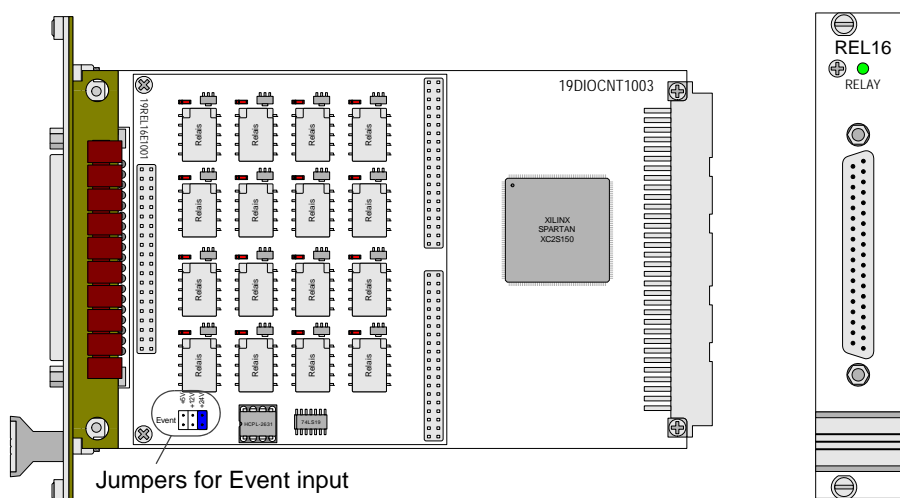 REL16
RELAY
19DIOCNT1003
19REL16E1001
Relais Relais Relais Relais
Relais Relais Relais Relais
Relais Relais Relais Relais
Relais Relais Relais Relais
XILINX
SPARTAN
XC2S150
+5V +12V +24V
Event
HCPL-2631
74LS19
Jumpers for Event input